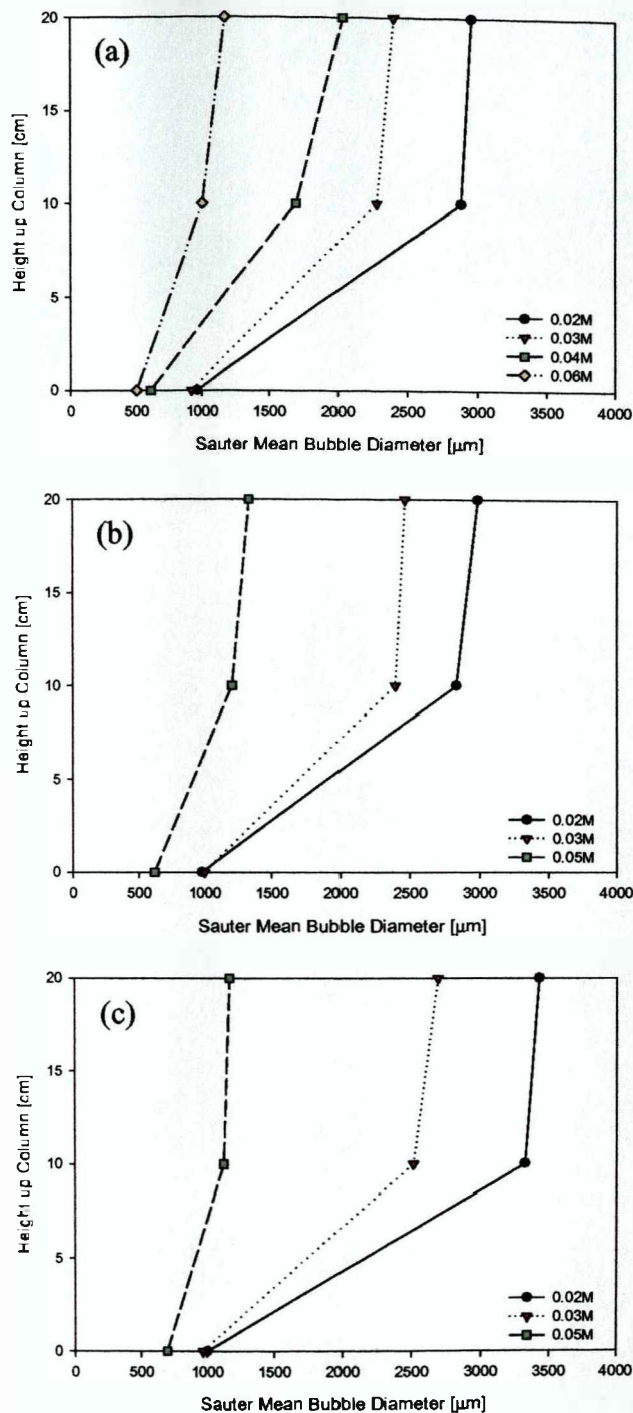 (a)
Height up Column [cm]
20
15
10
5
0
0 500 1000 1500 2000 2500 3000 3500 4000
Sauter Mean Bubble Diameter [µm]
0.02M
0.03M
0.04M
0.06M
(b)
Height up Column [cm]
20
15
10
5
0
0 500 1000 1500 2000 2500 3000 3500 4000
Sauter Mean Bubble Diameter [µm]
0.02M
0.03M
0.05M
(c)
Height up Column [cm]
20
15
10
5
0
0 500 1000 1500 2000 2500 3000 3500 4000
Sauter Mean Bubble Diameter [µm]
0.02M
0.03M
0.05M